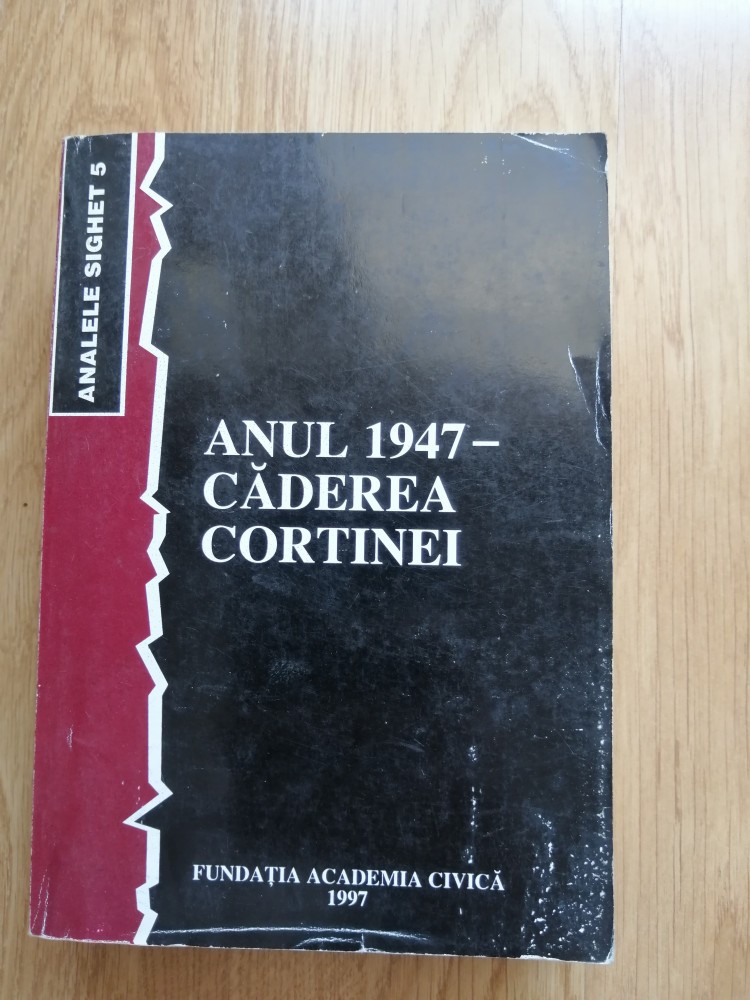 ANALELE SIGHET 5
ANUL 1947–
CĂDEREA
CORTINEI
FUNDAȚIA ACADEMIA CIVICĂ
1997